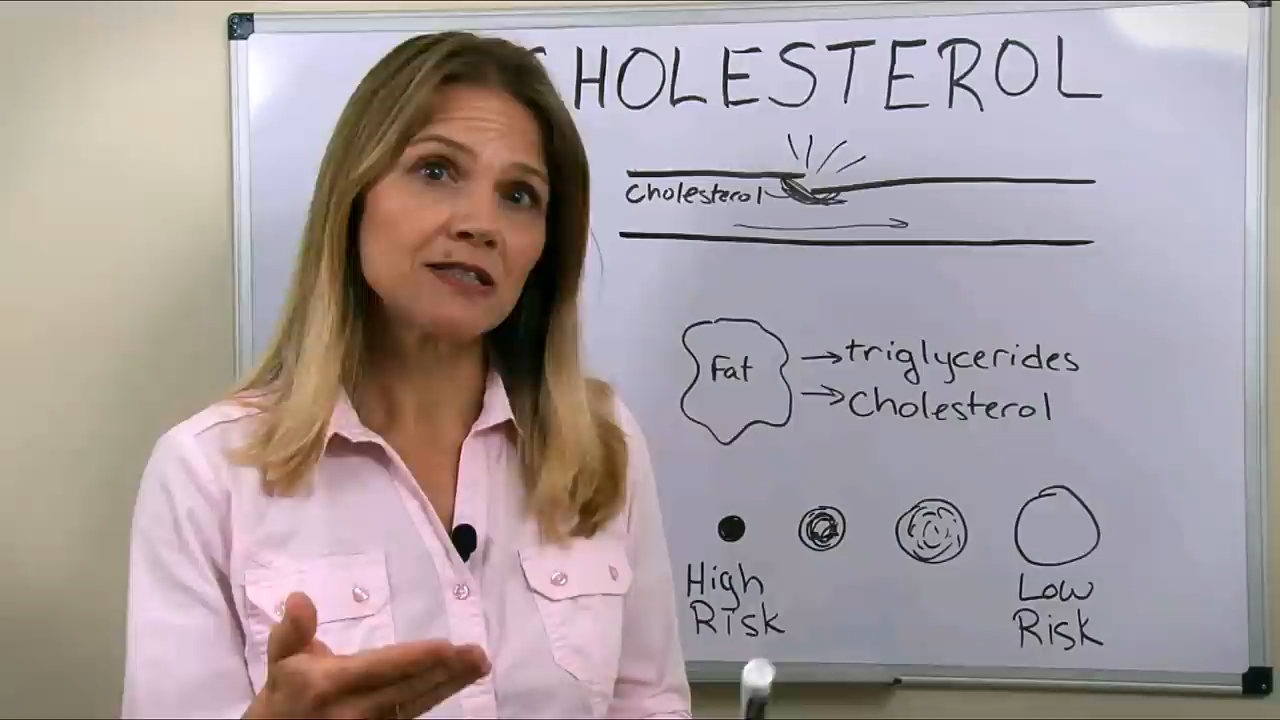 CHOLESTEROL
Cholesterol
Fat
→triglycerides
→Cholesterol
High
Risk
Low
Risk